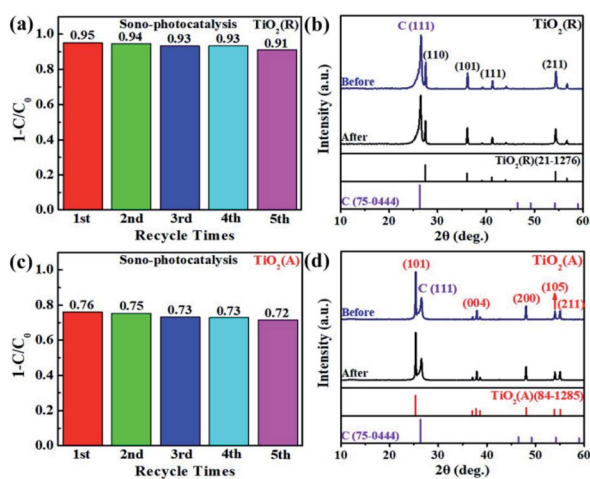 (a)
Sono-photocatalysis
TiO2(R)
0.95
0.94
0.93
0.93
0.91
1.0
0.8
0.6
0.4
0.2
0.0
1-C/C0
1st
2nd
3rd
4th
5th
Recycle Times
(b)
C (111)
TiO2(R)
(110)
(101)
(111)
(211)
Before
After
TiO2(R)(21-1276)
C (75-0444)
Intensity (a.u.)
10
20
30
40
50
60
2θ (deg.)
(c)
Sono-photocatalysis
TiO2(A)
0.76
0.75
0.73
0.73
0.72
1.0
0.8
0.6
0.4
0.2
0.0
1-C/C0
1st
2nd
3rd
4th
5th
Recycle Times
(d)
TiO2(A)
(101)
C (111)
(004)
(200)
(105)
(211)
Before
After
TiO2(A)(84-1285)
C (75-0444)
Intensity (a.u.)
10
20
30
40
50
60
2θ (deg.)